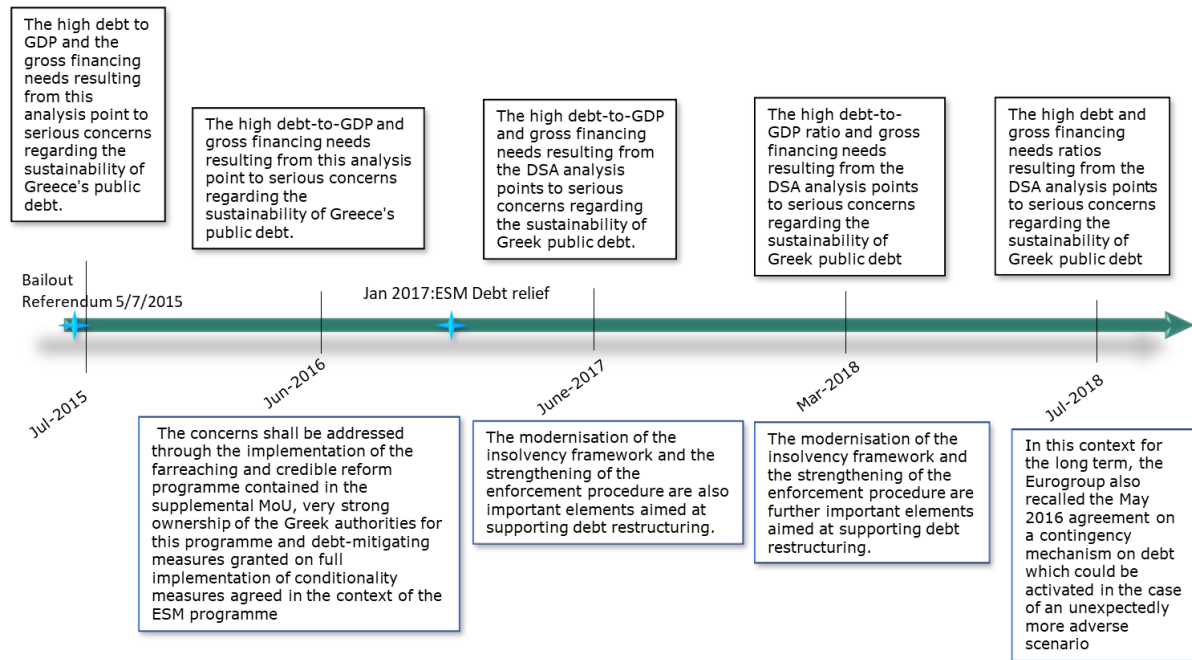 The high debt to
GDP and the
gross financing
needs resulting
from this
analysis point to
serious concerns
regarding the
sustainability of
Greece's public
debt.
The high debt-to-GDP and
gross financing needs
resulting from this analysis
point to serious concerns
regarding the
sustainability of Greece's
public debt.
The high debt-to-GDP
and gross financing
needs resulting from
the DSA analysis
points to serious
concerns regarding
the sustainability of
Greek public debt.
The high debt-to-
GDP ratio and gross
financing needs
resulting from the
DSA analysis points
to serious concerns
regarding the
sustainability of
Greek public debt
The high debt and
gross financing
needs ratios
resulting from the
DSA analysis points
to serious concerns
regarding the
sustainability of
Greek public debt
Bailout
Referendum 5/7/2015
Jan 2017:ESM Debt relief
Jul-2015
Jun-2016
June-2017
Mar-2018
Jul-2018
The concerns shall be addressed
through the implementation of the
farreaching and credible reform
programme contained in the
supplemental MoU, very strong
ownership of the Greek authorities for
this programme and debt-mitigating
measures granted on full
implementation of conditionality
measures agreed in the context of the
ESM programme
The modernisation of the
insolvency framework and the
strengthening of the
enforcement procedure are also
important elements aimed at
supporting debt restructuring.
The modernisation of the
insolvency framework and
the strengthening of the
enforcement procedure are
further important elements
aimed at supporting debt
restructuring.
In this context for
the long term, the
Eurogroup also
recalled the May
2016 agreement on
a contingency
mechanism on debt
which could be
activated in the case
of an unexpectedly
more adverse
scenario